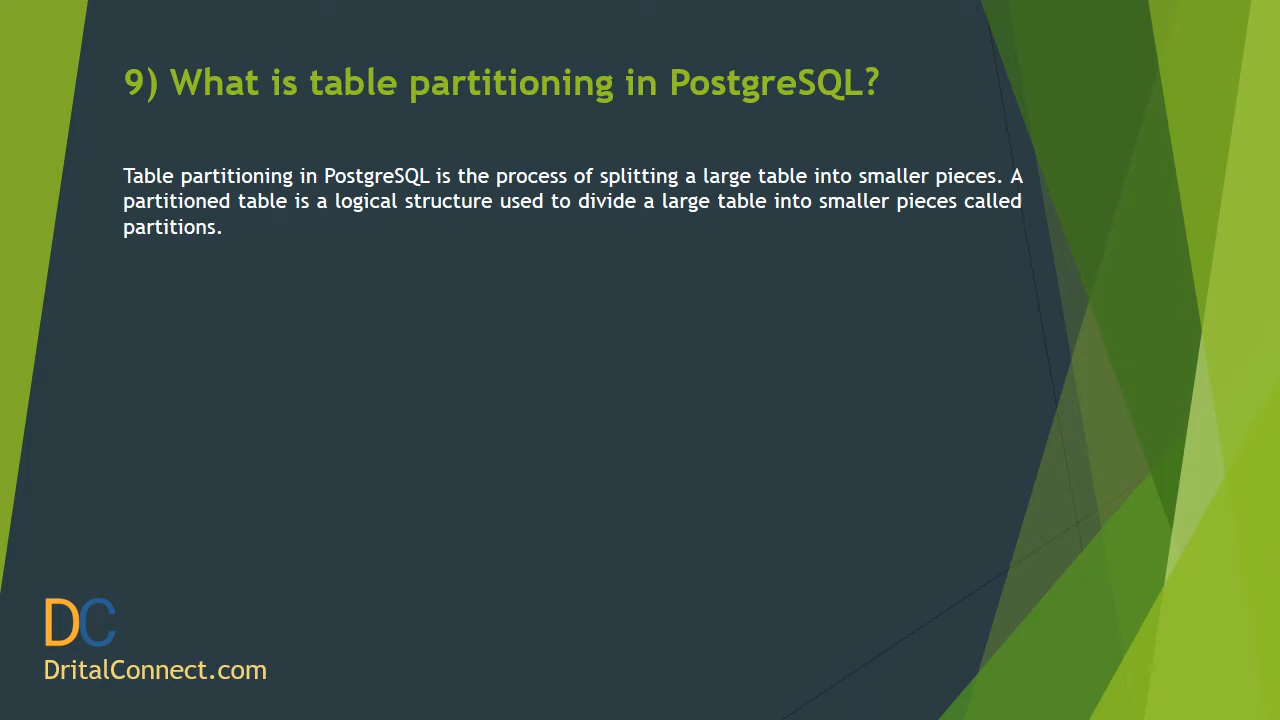 9) What is table partitioning in PostgreSQL?
Table partitioning in PostgreSQL is the process of splitting a large table into smaller pieces. A
partitioned table is a logical structure used to divide a large table into smaller pieces called
partitions.
DC
DritalConnect.com